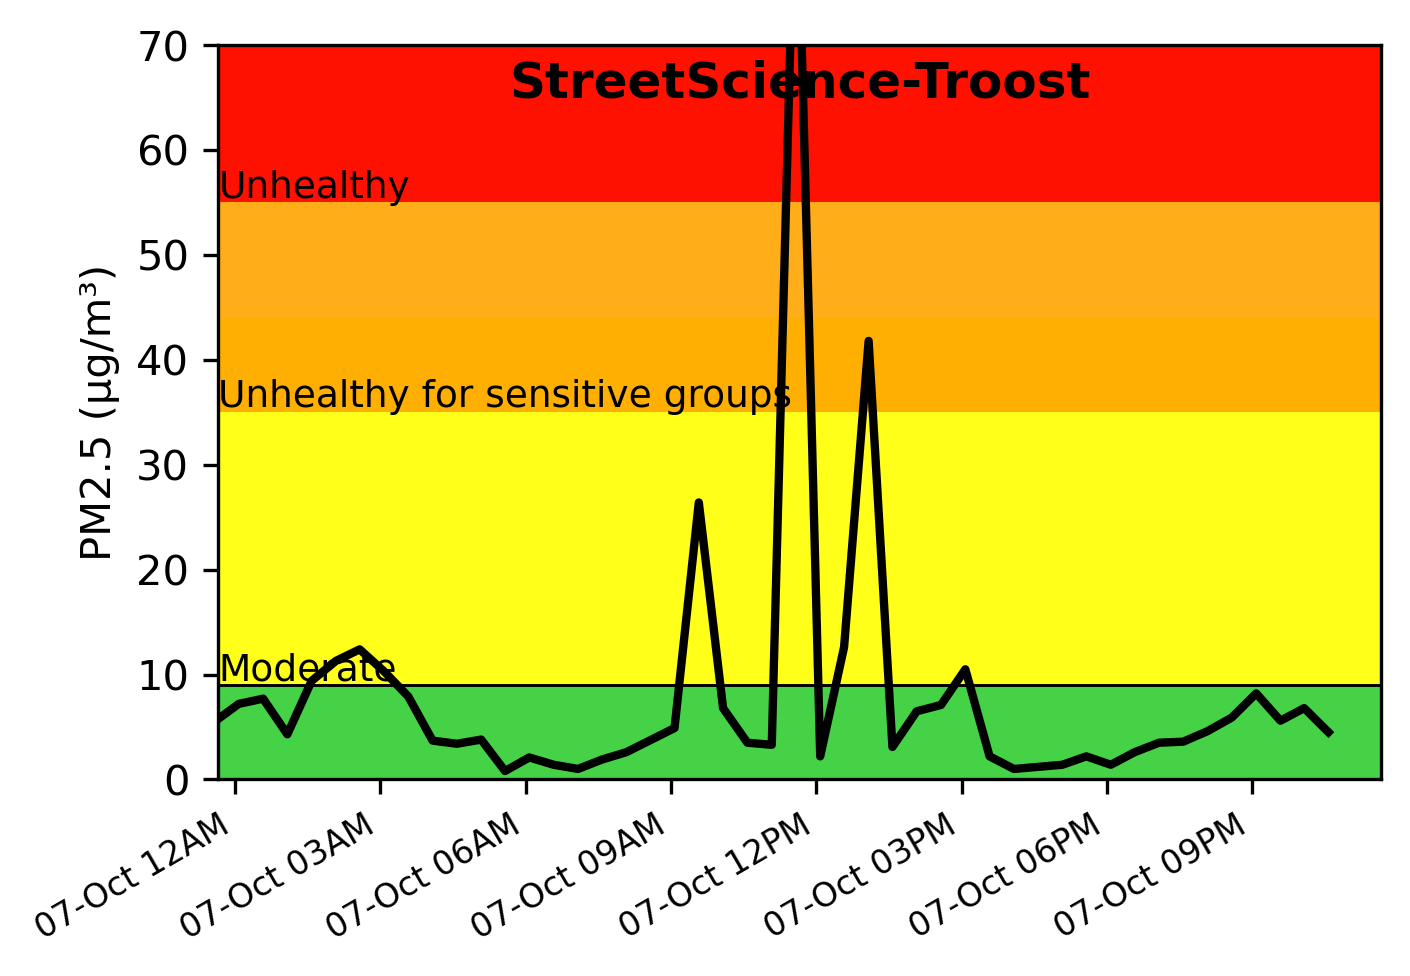 StreetScience-Troost
70
60
50
40
30
20
10
0
PM2.5 (µg/m³)
Unhealthy
Unhealthy for sensitive groups
Moderate
07-Oct 12AM
07-Oct 03AM
07-Oct 06AM
07-Oct 09AM
07-Oct 12PM
07-Oct 03PM
07-Oct 06PM
07-Oct 09PM